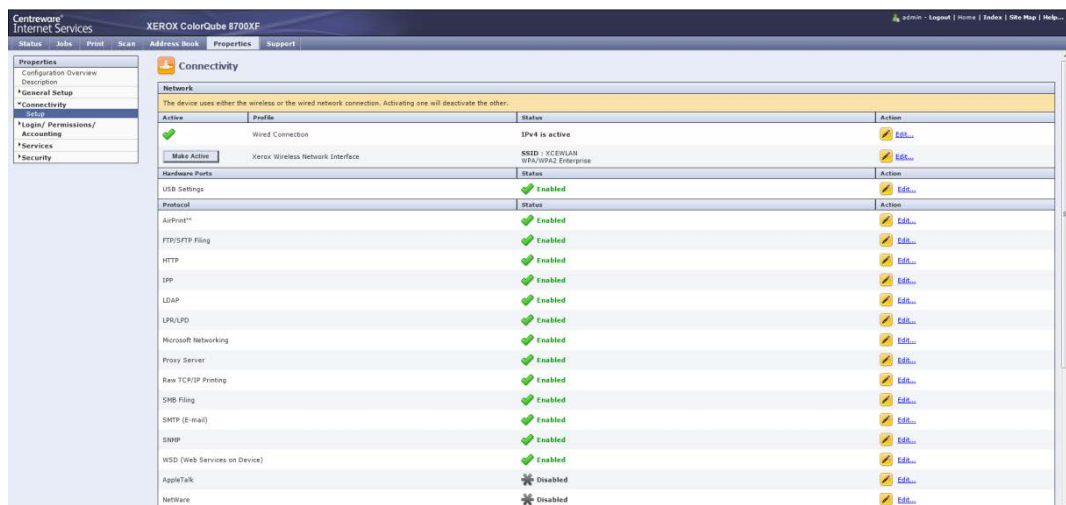 Centreware®
Internet Services
XEROX ColorQube 8700XF
admin - Logout | Home | Index | Site Map | Help...
Status Jobs Print Scan Address Book Properties Support
Properties
Configuration Overview
Description
General Setup
Connectivity
Setup
Login/ Permissions/
Accounting
Services
Security
Connectivity
Network
The device uses either the wireless or the wired network connection. Activating one will deactivate the other.
Active Profile Status Action
Wired Connection IPv4 is active Edit...
Make Active Xerox Wireless Network Interface SSID : XCEWLAN Edit...
WPA/WPA2 Enterprise
Hardware Ports Status Action
USB Settings Enabled Edit...
Protocol Status Action
AirPrint™ Enabled Edit...
FTP/SFTP Filing Enabled Edit...
HTTP Enabled Edit...
IPP Enabled Edit...
LDAP Enabled Edit...
LPR/LPD Enabled Edit...
Microsoft Networking Enabled Edit...
Proxy Server Enabled Edit...
Raw TCP/IP Printing Enabled Edit...
SMB Filing Enabled Edit...
SMTP (E-mail) Enabled Edit...
SNMP Enabled Edit...
WSD (Web Services on Device) Enabled Edit...
AppleTalk Disabled Edit...
NetWare Disabled Edit...